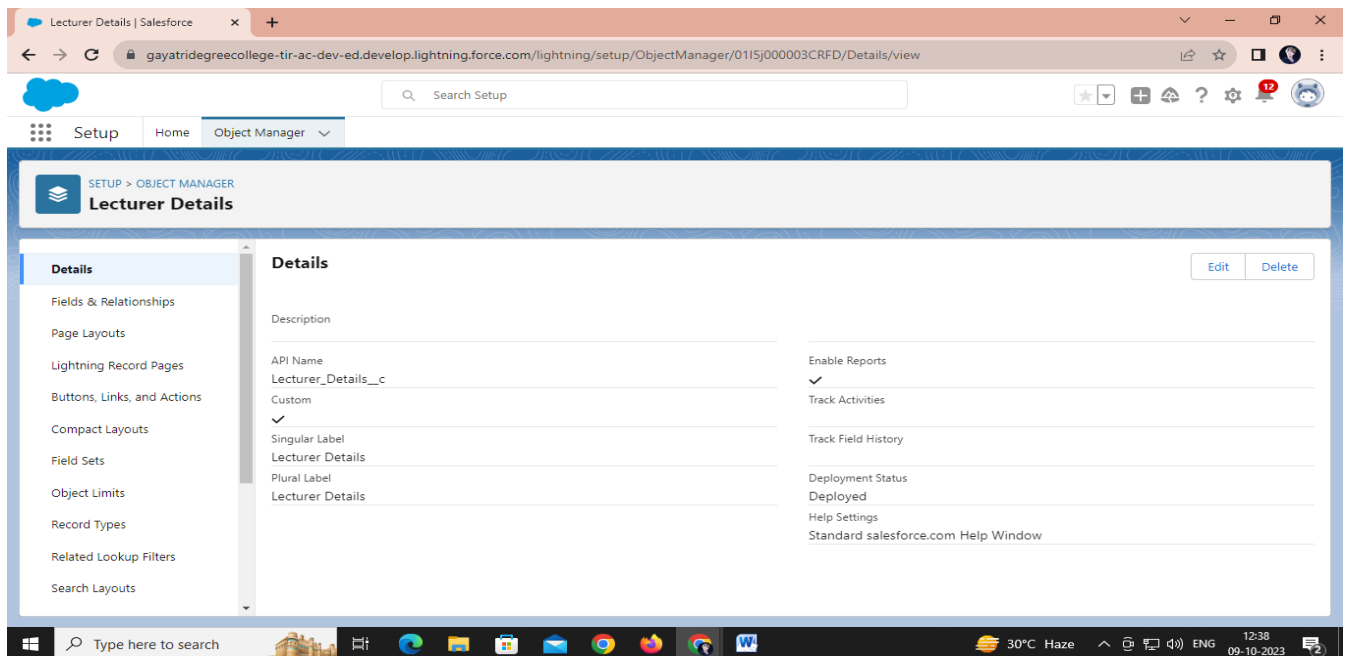 Lecturer Details | Salesforce
gayatridegreecollege-tir-ac-dev-ed.develop.lightning.force.com/lightning/setup/ObjectManager/01I5j000003CRFD/Details/view
Search Setup
12
Setup Home Object Manager
SETUP > OBJECT MANAGER
Lecturer Details
Details
Fields & Relationships
Page Layouts
Lightning Record Pages
Buttons, Links, and Actions
Compact Layouts
Field Sets
Object Limits
Record Types
Related Lookup Filters
Search Layouts
Details
Edit Delete
Description
API Name
Lecturer_Details__c
Custom
Singular Label
Lecturer Details
Plural Label
Lecturer Details
Enable Reports
Track Activities
Track Field History
Deployment Status
Deployed
Help Settings
Standard salesforce.com Help Window
Type here to search
30°C Haze
ENG
12:38
09-10-2023
2